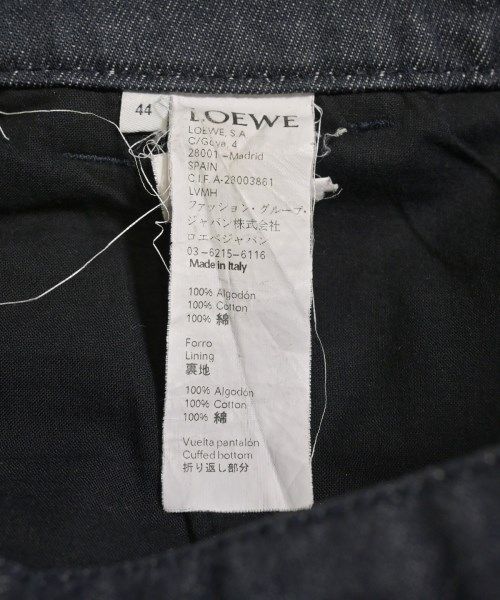 44
LOEWE
LOEWE, S.A.
C/Goya, 4
28001 -Madrid
SPAIN
C.I.F. A-28003861
LVMH
ファッション・グループ・
ジャパン株式会社
ロエベジャパン
03-6215-6116
Made in Italy
100% Algodón
100% Cotton
100% 綿
Forro
Lining
裏地
100% Algodón
100% Cotton
100% 綿
Vuelta pantalón
Cuffed bottom
折り返し部分